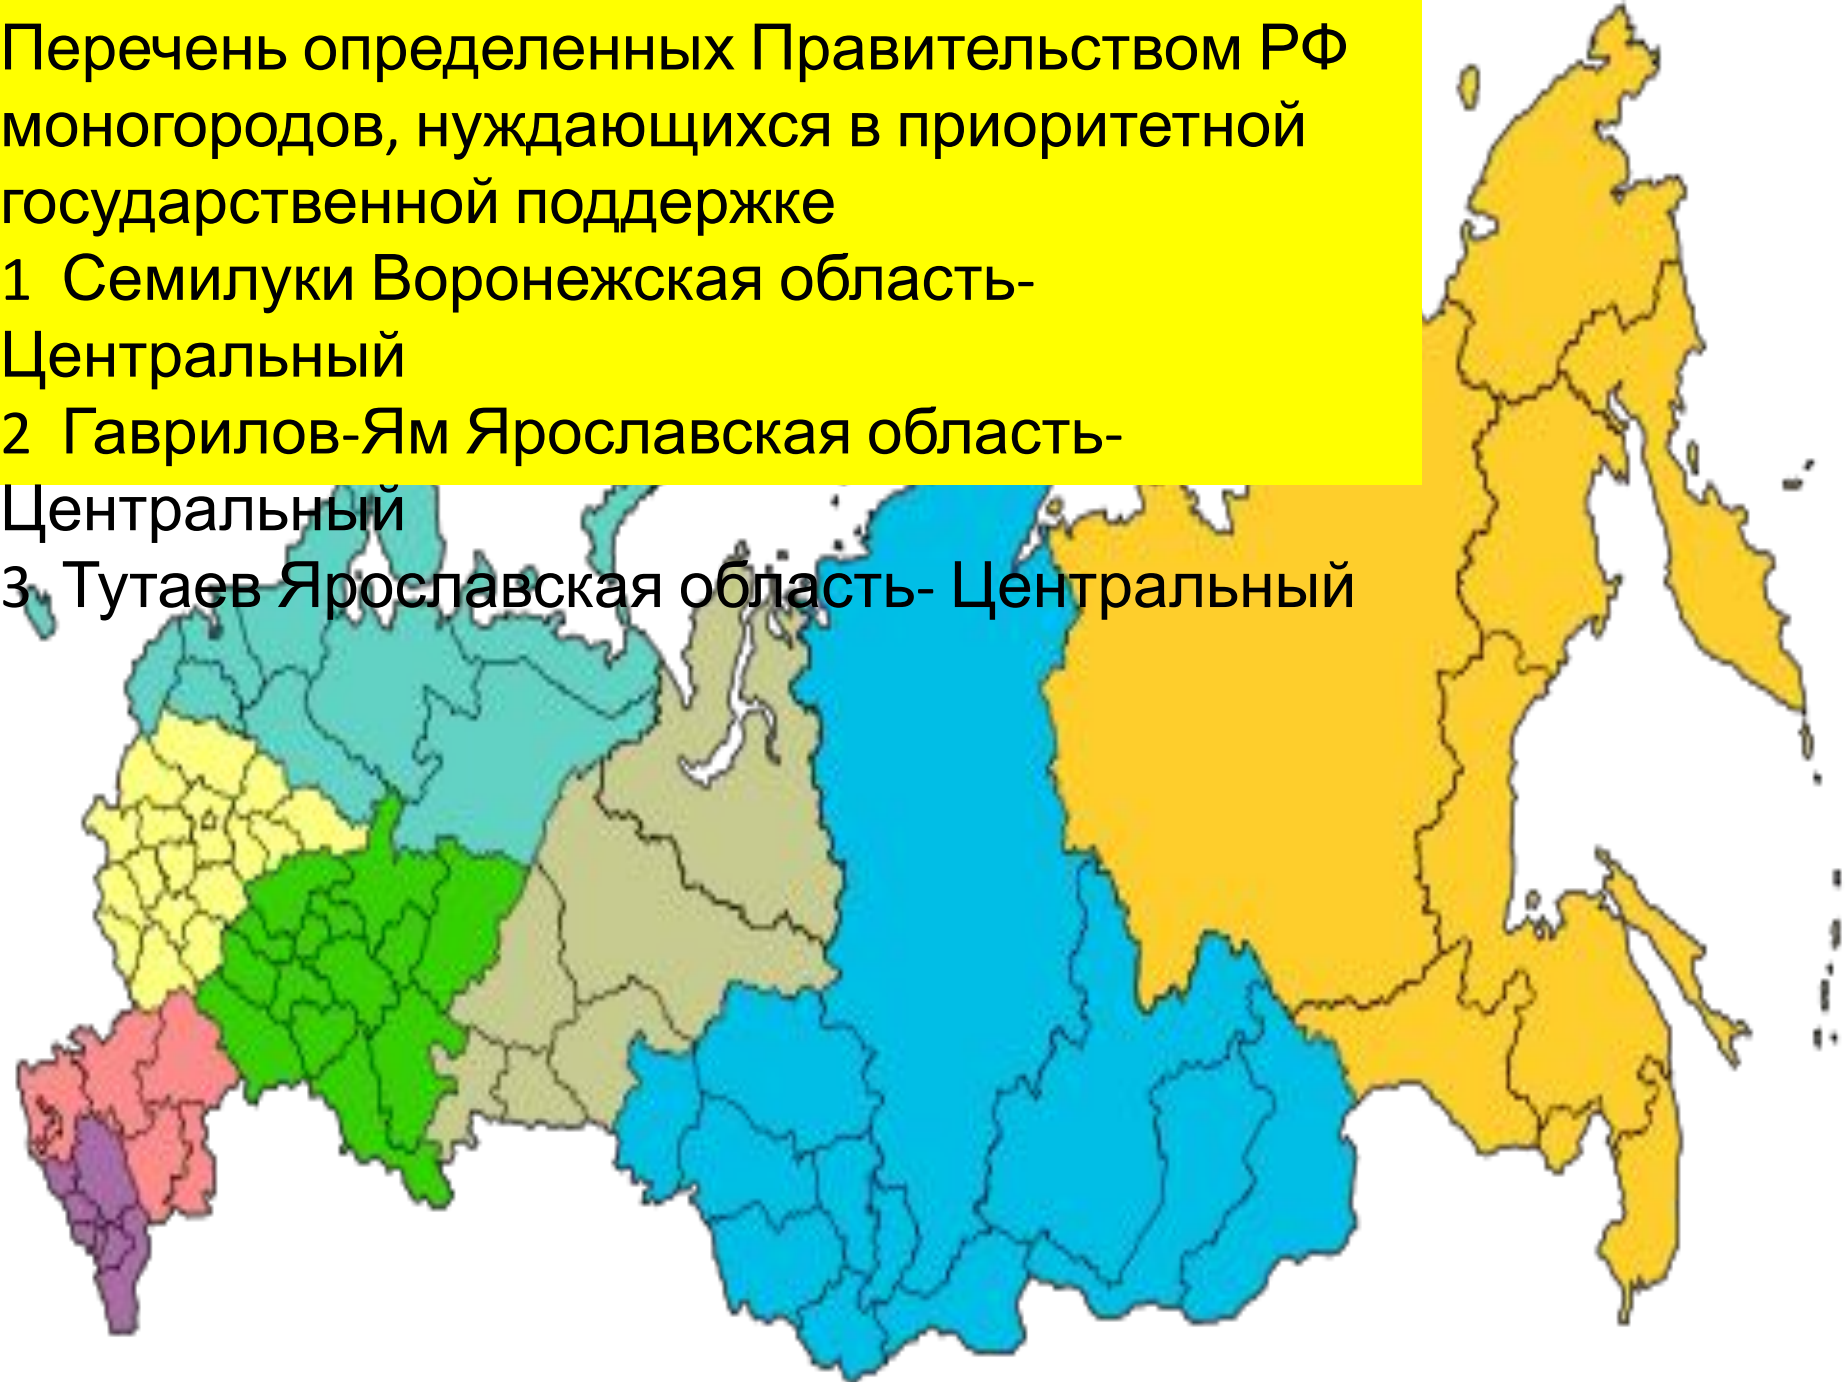 Перечень определенных Правительством РФ
моногородов, нуждающихся в приоритетной
государственной поддержке
1 Семилуки Воронежская область-
Центральный
2 Гаврилов-Ям Ярославская область-
Центральный
3 Тутаев Ярославская область- Центральный